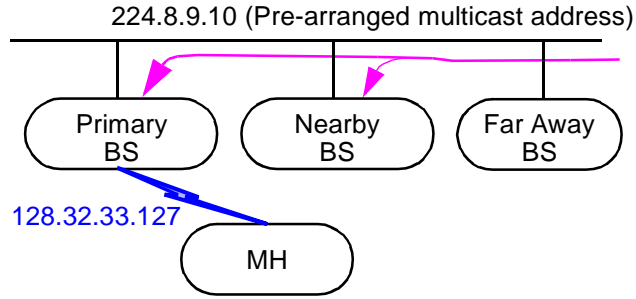 224.8.9.10 (Pre-arranged multicast address)
Primary
BS
Nearby
BS
Far Away
BS
128.32.33.127
MH